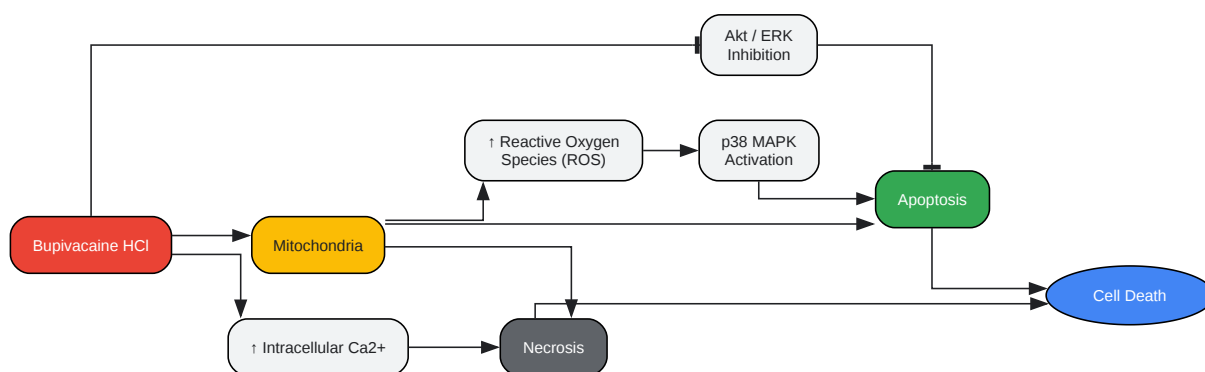 Akt / ERK
Inhibition
↑ Reactive Oxygen
Species (ROS)
p38 MAPK
Activation
Apoptosis
Bupivacaine HCl
Mitochondria
Cell Death
↑ Intracellular Ca2+
Necrosis